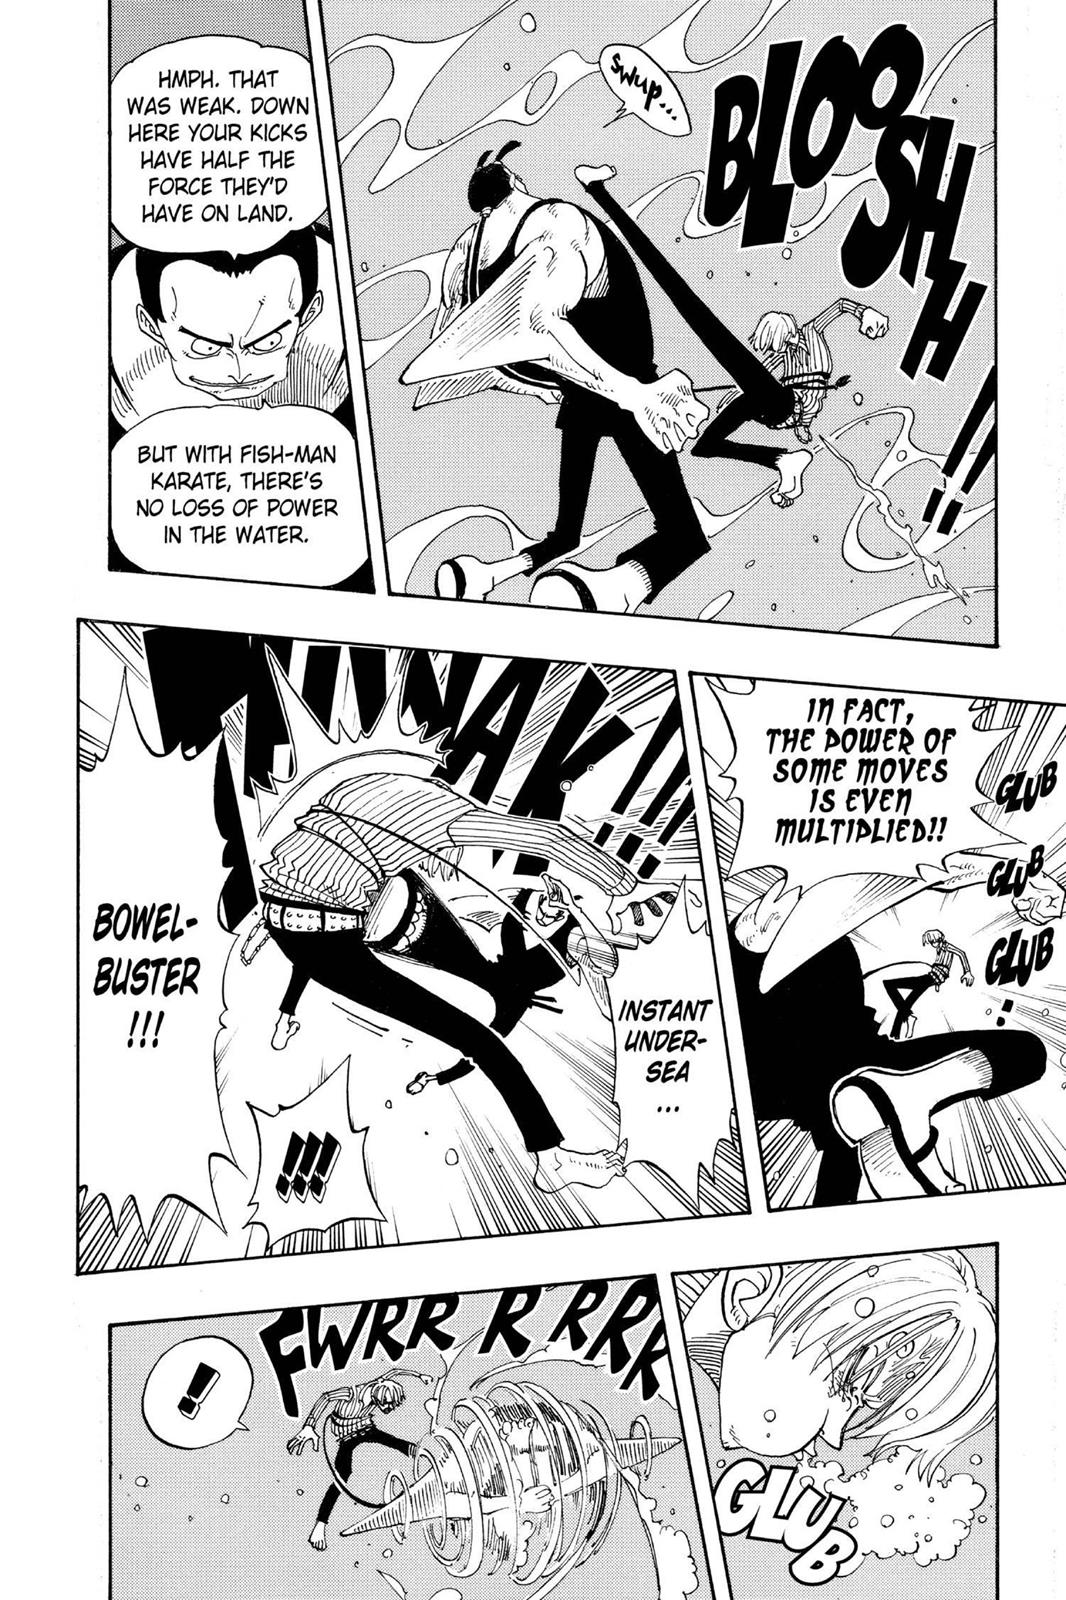 HMPH. THAT
WAS WEAK. DOWN
HERE YOUR KICKS
HAVE HALF THE
FORCE THEY'D
HAVE ON LAND.
BUT WITH FISH-MAN
KARATE, THERE'S
NO LOSS OF POWER
IN THE WATER.
SWUP...
BLOOSHH!!
IN FACT,
THE POWER OF
SOME MOVES
IS EVEN
MULTIPLIED!!
GLUB
GLUB
GLUB
BOWEL-
BUSTER
!!!
INSTANT
UNDER-
SEA
...
!!!
!
FWRR R RRRR
GLUB